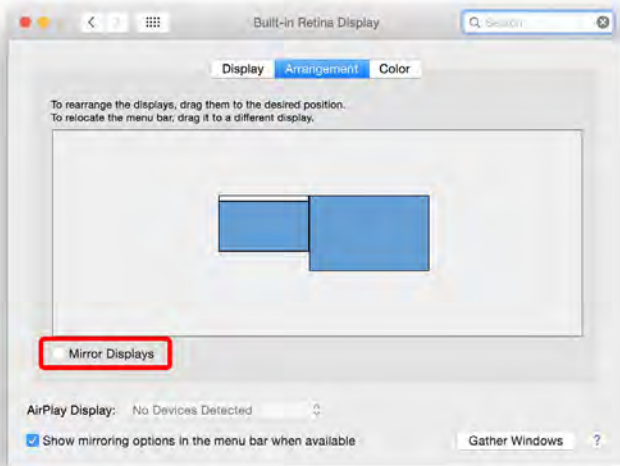 Built-in Retina Display
Search
Display Arrangement Color
To rearrange the displays, drag them to the desired position.
To relocate the menu bar, drag it to a different display.
Mirror Displays
AirPlay Display: No Devices Detected
Show mirroring options in the menu bar when available
Gather Windows ?